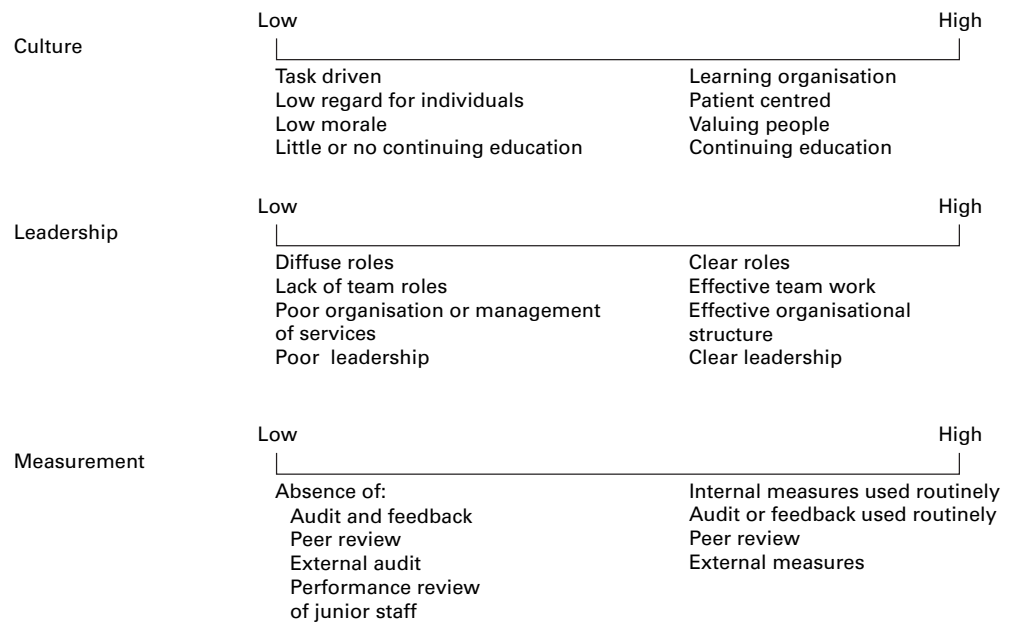 Low High
Culture
Task driven Learning organisation
Low regard for individuals Patient centred
Low morale Valuing people
Little or no continuing education Continuing education
Low High
Leadership
Diffuse roles Clear roles
Lack of team roles Effective team work
Poor organisation or management Effective organisational
of services structure
Poor leadership Clear leadership
Low High
Measurement
Absence of: Internal measures used routinely
Audit and feedback Audit or feedback used routinely
Peer review Peer review
External audit External measures
Performance review
of junior staff